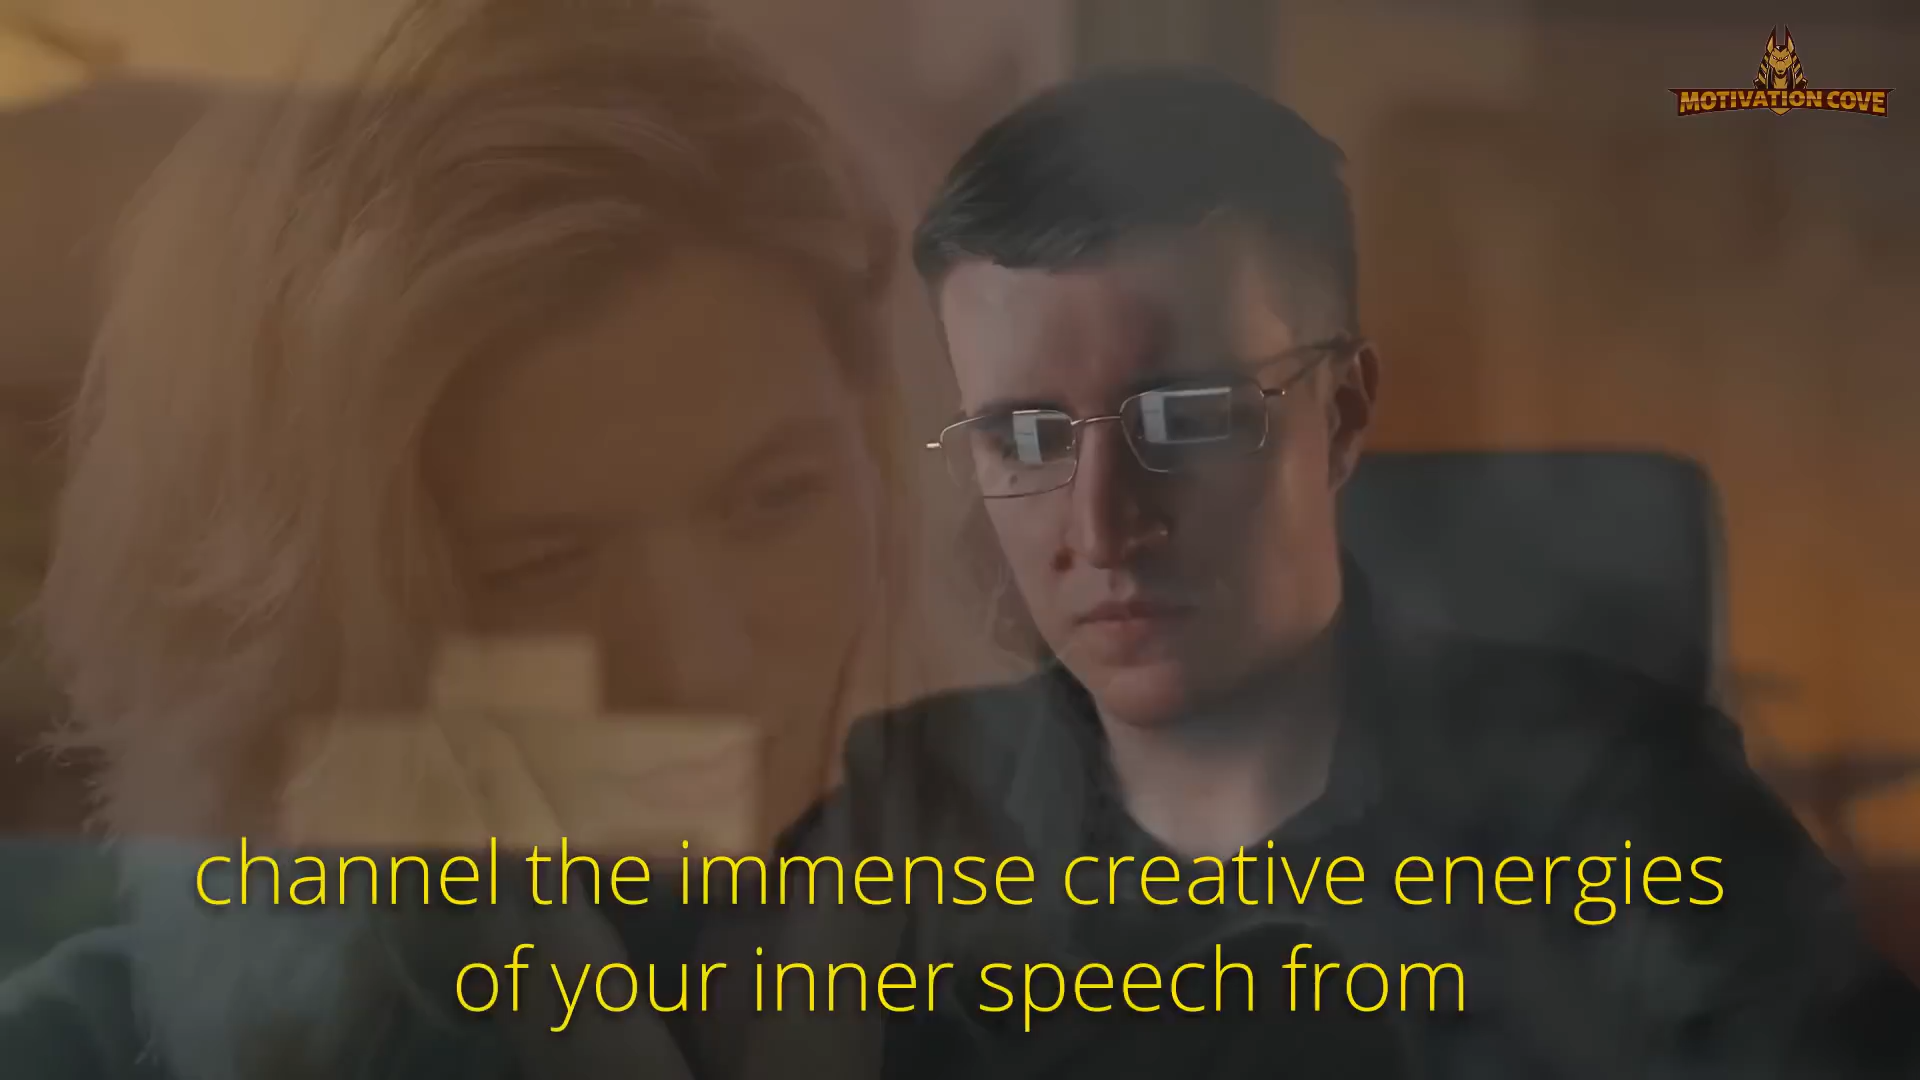 MOTIVATION COVE
channel the immense creative energies
of your inner speech from